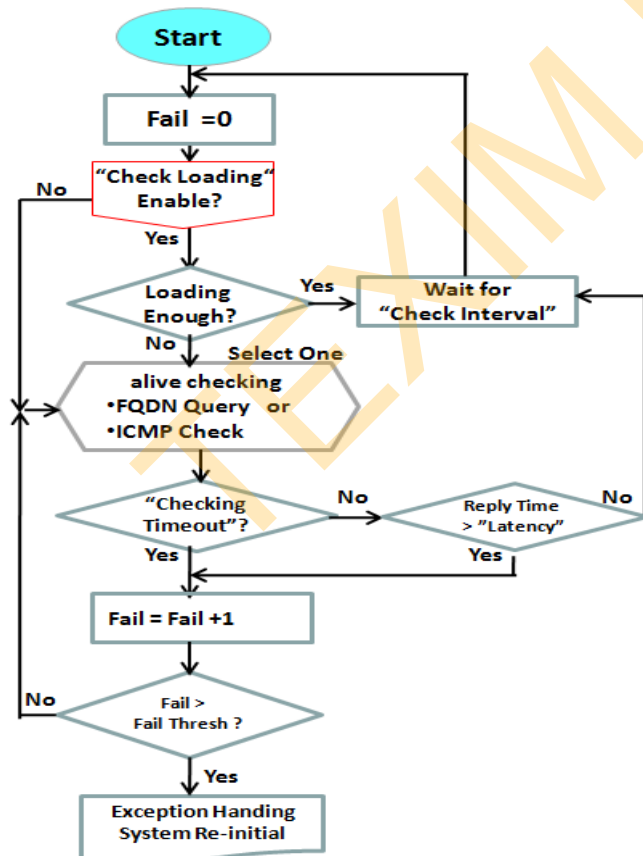 Start
Fail =0
"Check Loading"
Enable?
No
Yes
Loading
Enough?
Yes
Wait for
"Check Interval"
No
Select One
alive checking
•FQDN Query or
•ICMP Check
"Checking
Timeout"?
No
Reply Time
> "Latency"
No
Yes
Yes
Fail = Fail +1
No
Fail >
Fail Thresh ?
Yes
Exception Handing
System Re-initial
TEXIM